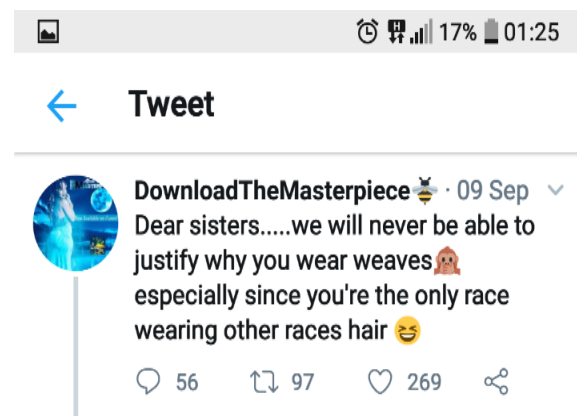 17% 01:25
Tweet
DownloadTheMasterpiece🐝 · 09 Sep
Dear sisters.....we will never be able to
justify why you wear weaves🙊
especially since you're the only race
wearing other races hair 😆
56 97 269